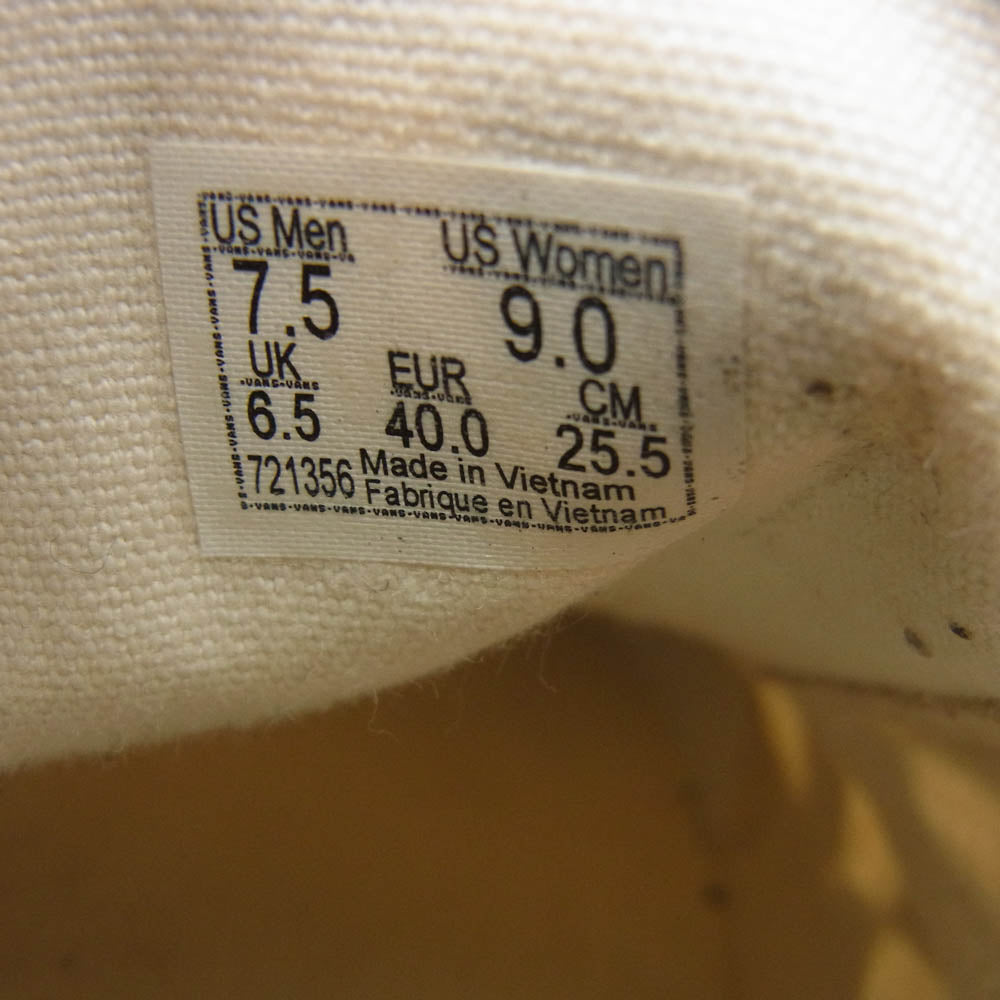 US Men US Women
7.5 9.0
UK EUR CM
6.5 40.0 25.5
721356 Made in Vietnam
Fabrique en Vietnam